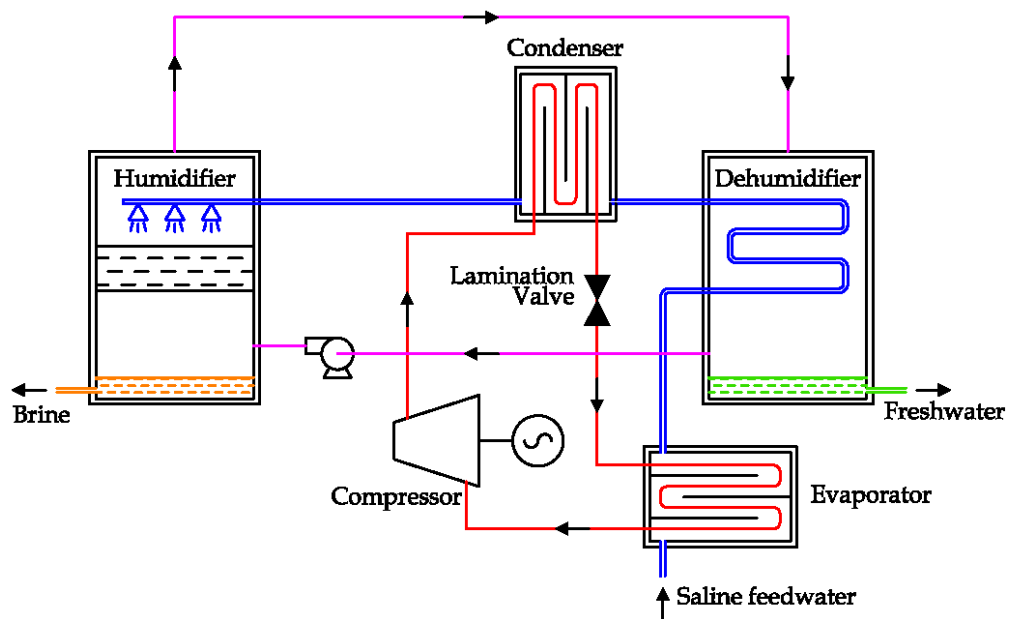 Condenser
Humidifier
Dehumidifier
Lamination
Valve
Brine
Freshwater
Compressor
Evaporator
Saline feedwater